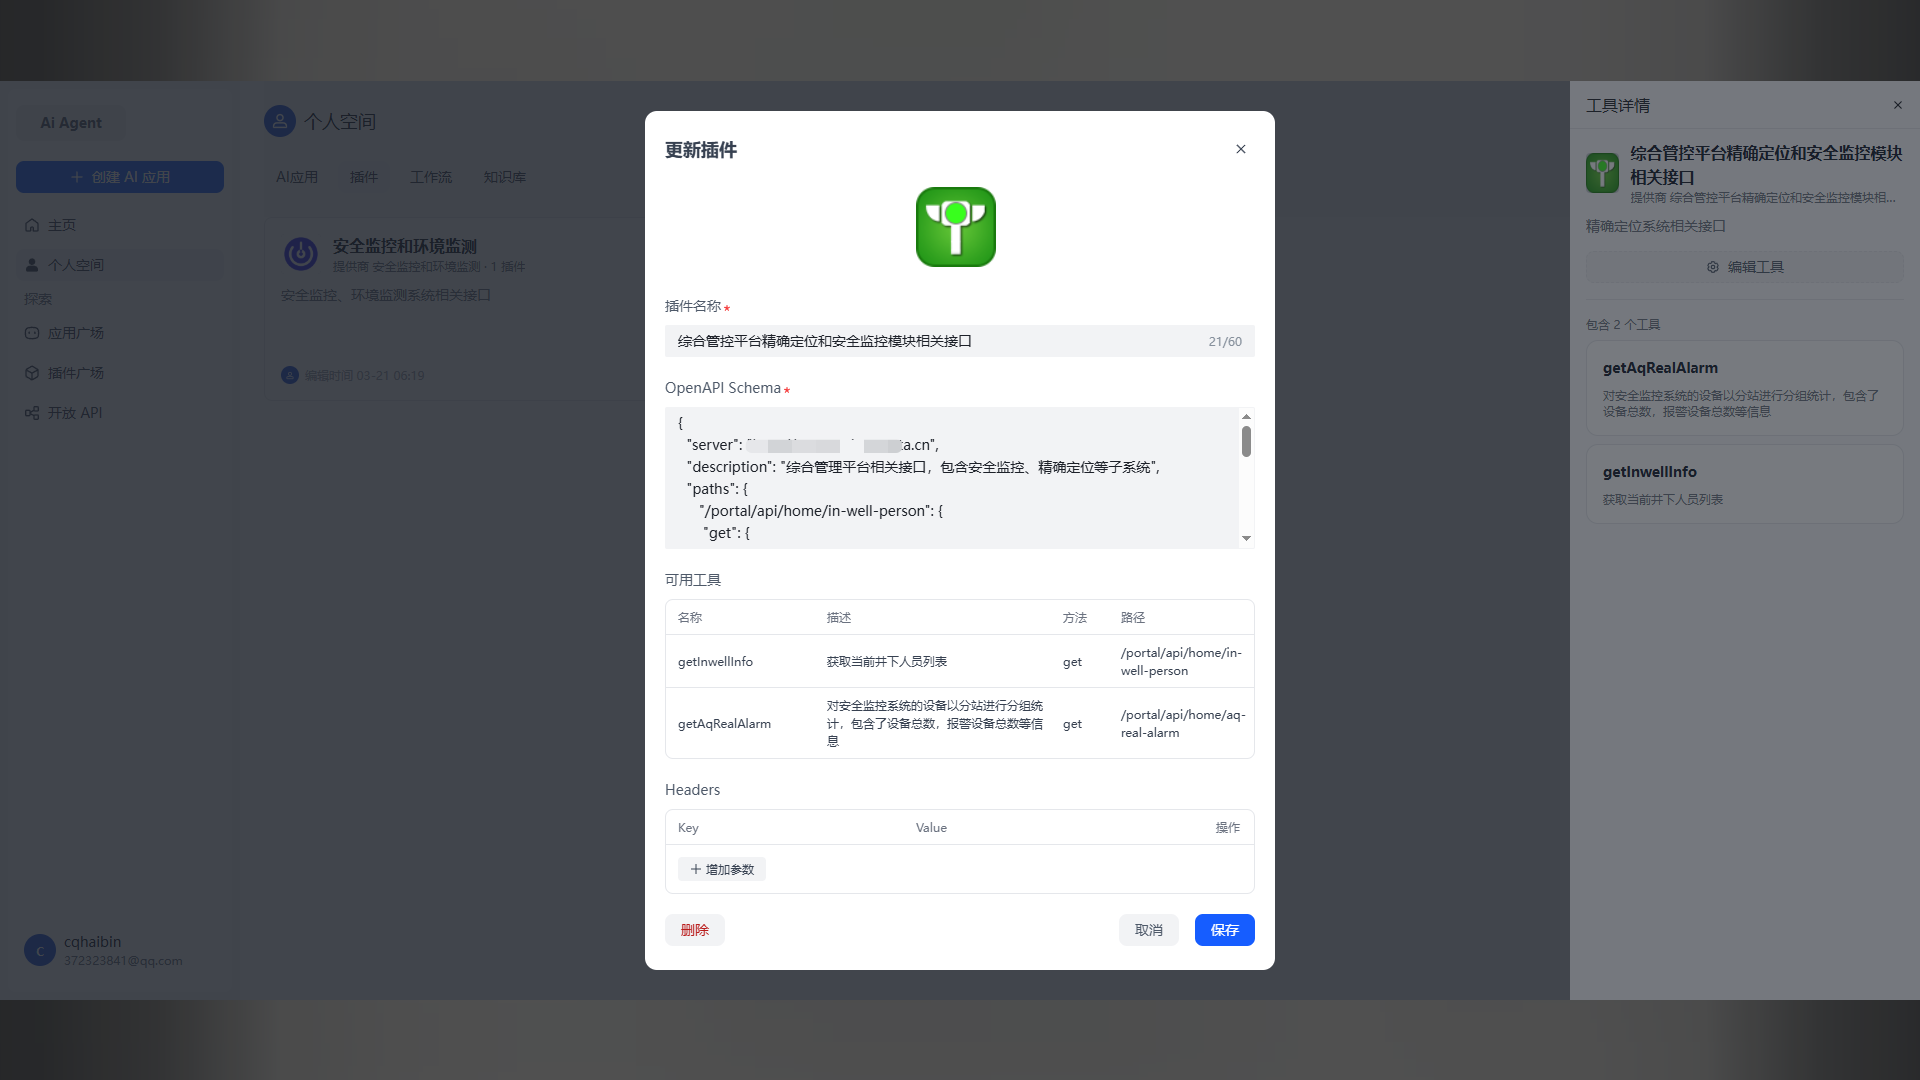 Ai Agent
创建 AI 应用
主页
个人空间
探索
应用广场
插件广场
开放 API
C
cqhaibin
372323841@qq.com
个人空间
AI应用
插件
工作流
知识库
安全监控和环境监测
提供商 安全监控和环境监测 · 1 插件
安全监控、环境监测系统相关接口
编辑时间 03-21 06:19
更新插件
插件名称*
综合管控平台精确定位和安全监控模块相关接口
21/60
OpenAPI Schema*
{
"server": a.cn",
"description": "综合管理平台相关接口，包含安全监控、精确定位等子系统",
"paths": {
"/portal/api/home/in-well-person": {
"get": {
可用工具
名称 描述 方法 路径
getInwellInfo 获取当前井下人员列表 get /portal/api/home/in-
well-person
getAqRealAlarm 对安全监控系统的设备以分站进行分组统
计，包含了设备总数，报警设备总数等信
息
get /portal/api/home/aq-
real-alarm
Headers
Key Value 操作
增加参数
删除
取消
保存
工具详情
综合管控平台精确定位和安全监控模块
相关接口
提供商 综合管控平台精确定位和安全监控模块相...
精确定位系统相关接口
编辑工具
包含 2 个工具
getAqRealAlarm
对安全监控系统的设备以分站进行分组统计，包含了
设备总数，报警设备总数等信息
getInwellInfo
获取当前井下人员列表